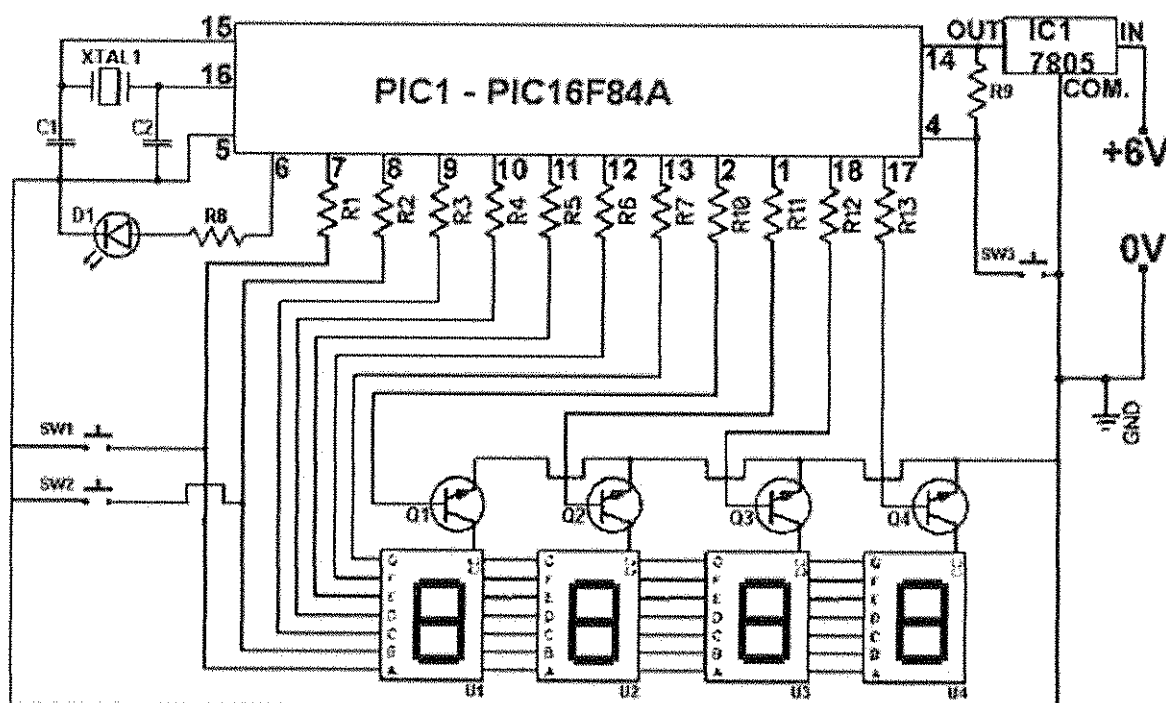 15
OUT
IC1
IN
XTAL1
16
PIC1 - PIC16F84A
14
7805
R9
COM.
C1
C2
5
4
+6V
6
7
8
9
10
11
12
13
2
1
18
17
D1
R8
R1
R2
R3
R4
R5
R6
R7
R10
R11
R12
R13
SW3
0V
GND
SW1
SW2
Q1
Q2
Q3
Q4
G
F
E
D
C
B
A
U1
G
F
E
D
C
B
A
U2
G
F
E
D
C
B
A
U3
G
F
E
D
C
B
A
U4